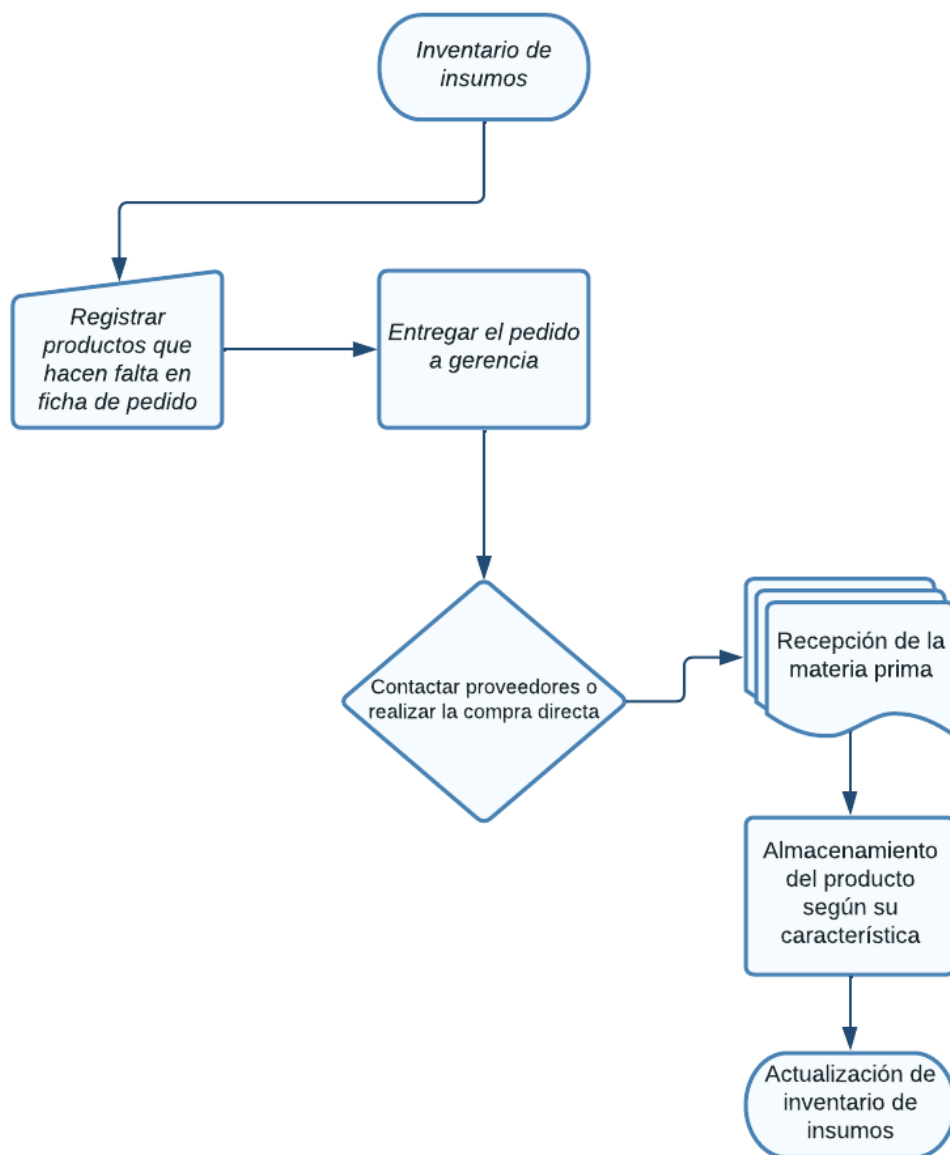 Inventario de
insumos
Registrar
productos que
hacen falta en
ficha de pedido
Entregar el pedido
a gerencia
Contactar proveedores o
realizar la compra directa
Recepción de la
materia prima
Almacenamiento
del producto
según su
característica
Actualización de
inventario de
insumos